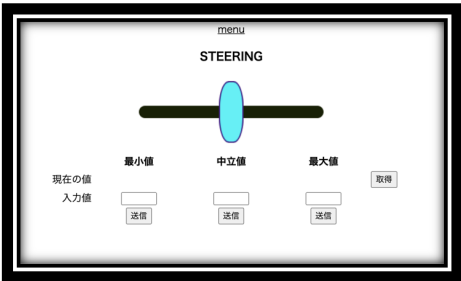 menu
STEERING
最小値 中立値 最大値
現在の値 取得
入力値
送信 送信 送信